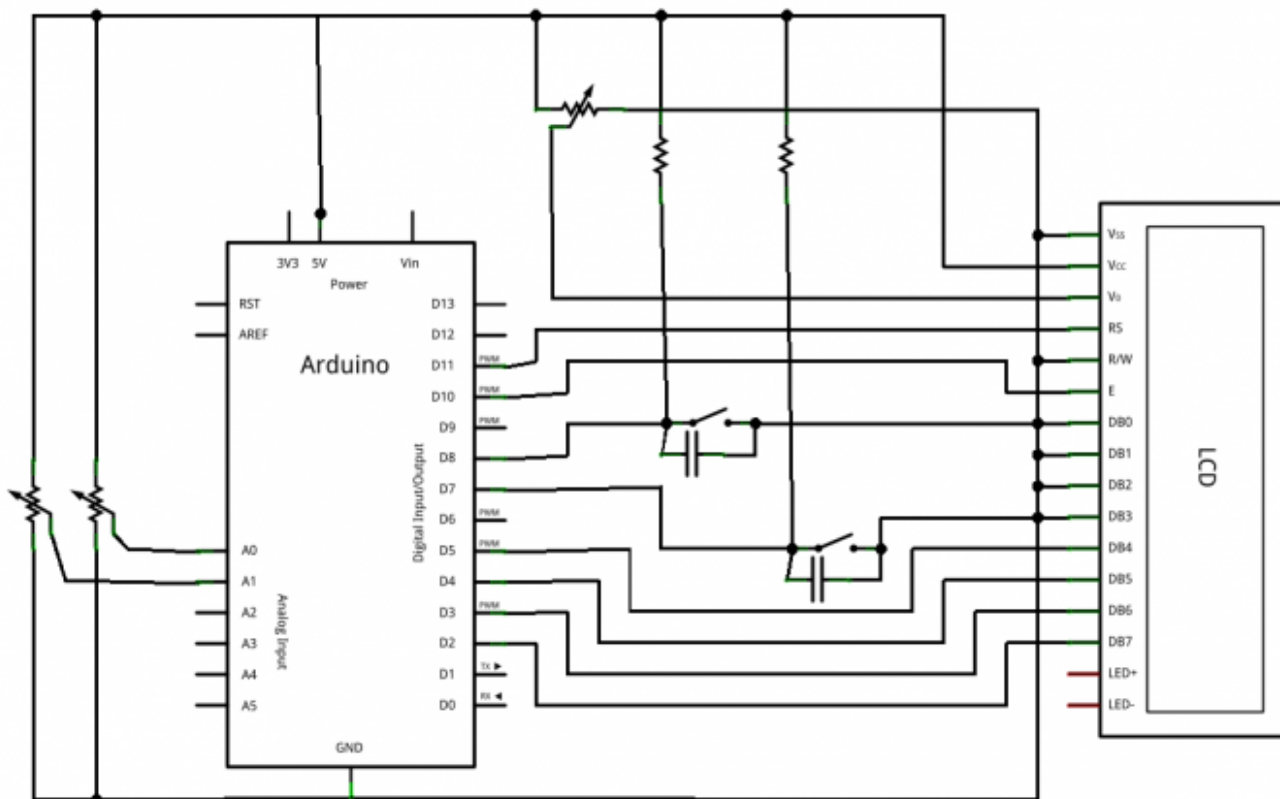 3V3 5V Vin
Power
RST
AREF
Arduino
D13
D12
D11 PWM
D10 PWM
D9 PWM
D8
D7
D6 PWM
D5 PWM
D4
D3 PWM
D2
D1 TX ▶
D0 RX ◀
Digital Input/Output
A0
A1
A2
A3
A4
A5
Analog Input
GND
VSS
VCC
V0
RS
R/W
E
DB0
DB1
DB2
DB3
DB4
DB5
DB6
DB7
LED+
LED-
LCD